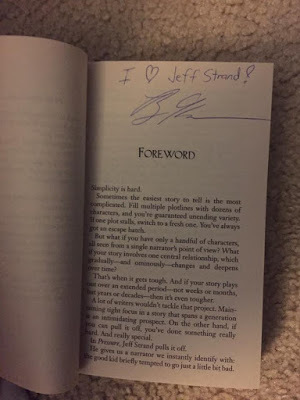 I ♡ Jeff Strand!
FOREWORD
Simplicity is hard.
Sometimes the easiest story to tell is the most
complicated. Fill multiple plotlines with dozens of
characters, and you've guaranteed unending variety.
If one plot stalls, switch to a fresh one. You've always
got an escape hatch.
But what if you have only a handful of characters,
all seen from a single narrator's point of view? What
if your story involves one central relationship, which
gradually—and ominously—changes and deepens
over time?
That's when it gets tough. And if your story plays
out over an extended period—not weeks or months,
but years or decades—then it's even tougher.
A lot of writers wouldn't tackle that project. Main-
taining tight focus in a story that spans a generation
is an intimidating prospect. On the other hand, if
you can pull it off, you've done something really
hard. And really special.
In Pressure, Jeff Strand pulls it off.
He gives us a narrator we instantly identify with:
the good kid briefly tempted to go just a little bit bad.